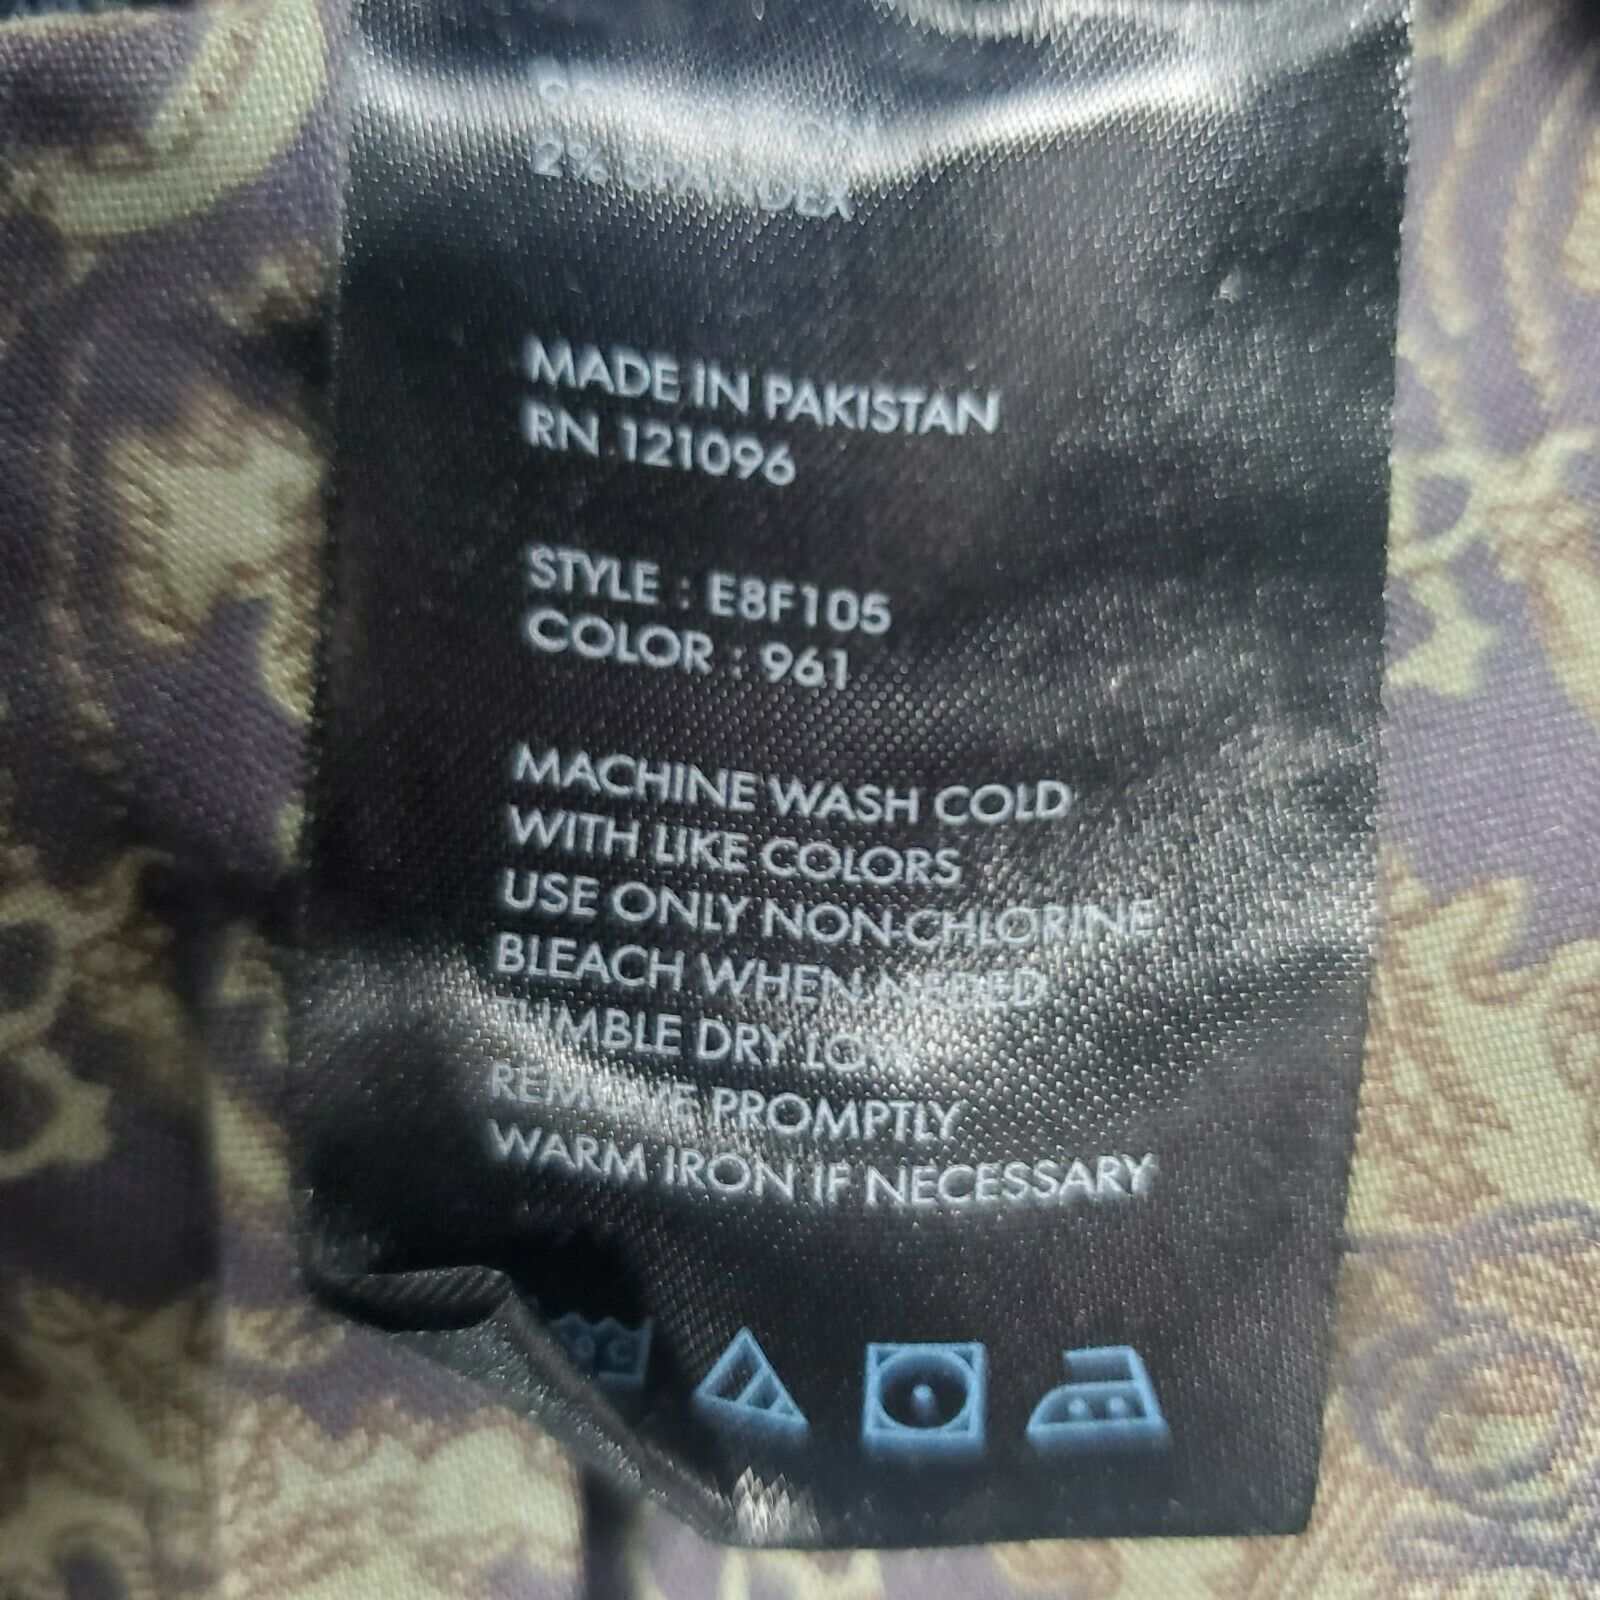 2% SPANDEX
MADE IN PAKISTAN
RN 121096
STYLE : E8F105
COLOR : 961
MACHINE WASH COLD
WITH LIKE COLORS
USE ONLY NON-CHLORINE
BLEACH WHEN NEEDED
TUMBLE DRY LOW
REMOVE PROMPTLY
WARM IRON IF NECESSARY